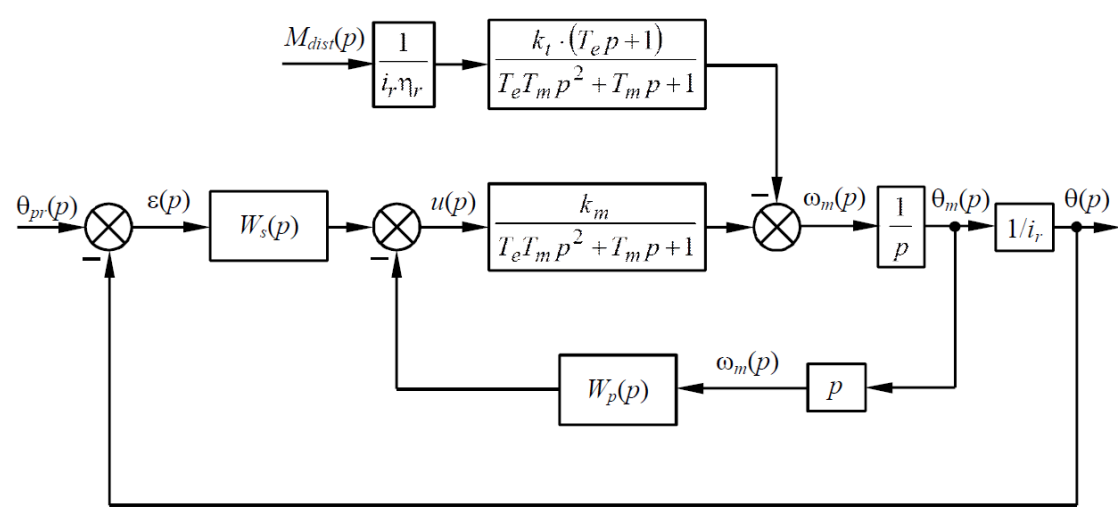 M_dist(p)
1
i_r η_r
k_t · (T_e p + 1)
T_e T_m p^2 + T_m p + 1
−
θ_pr(p)
ε(p)
W_s(p)
u(p)
k_m
T_e T_m p^2 + T_m p + 1
ω_m(p)
1
p
θ_m(p)
1/i_r
θ(p)
−
−
W_p(p)
ω_m(p)
p